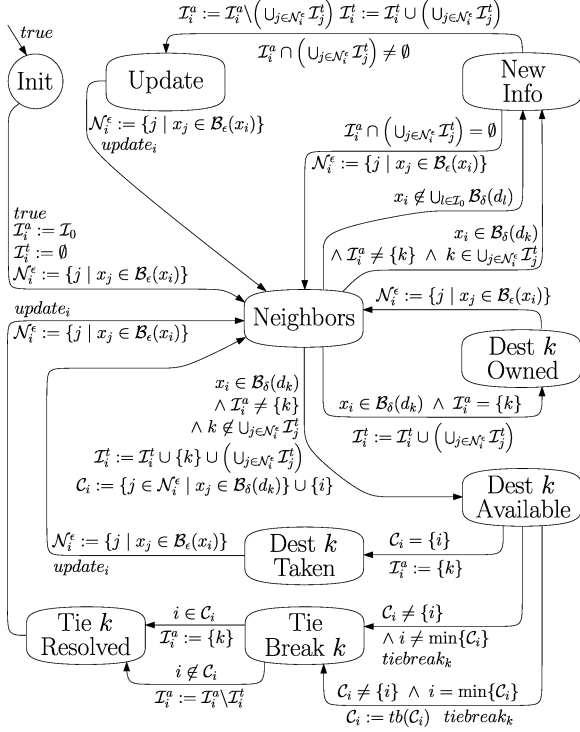 true
Init
ℐᵢᵃ := ℐᵢᵃ\(∪_{j∈𝒩ᵢ^ϵ} ℐⱼᵗ) ℐᵢᵗ := ℐᵢᵗ ∪ (∪_{j∈𝒩ᵢ^ϵ} ℐⱼᵗ)
ℐᵢᵃ ∩ (∪_{j∈𝒩ᵢ^ϵ} ℐⱼᵗ) ≠ ∅
Update
New
Info
𝒩ᵢ^ϵ := {j | xⱼ ∈ ℬ_ϵ(xᵢ)}
updateᵢ
ℐᵢᵃ ∩ (∪_{j∈𝒩ᵢ^ϵ} ℐⱼᵗ) = ∅
𝒩ᵢ^ϵ := {j | xⱼ ∈ ℬ_ϵ(xᵢ)}
xᵢ ∉ ∪_{l∈ℐ₀} ℬ_δ(d_l)
xᵢ ∈ ℬ_δ(d_k)
∧ ℐᵢᵃ ≠ {k} ∧ k ∈ ∪_{j∈𝒩ᵢ^ϵ} ℐⱼᵗ
true
ℐᵢᵃ := ℐ₀
ℐᵢᵗ := ∅
𝒩ᵢ^ϵ := {j | xⱼ ∈ ℬ_ϵ(xᵢ)}
updateᵢ
𝒩ᵢ^ϵ := {j | xⱼ ∈ ℬ_ϵ(xᵢ)}
Neighbors
𝒩ᵢ^ϵ := {j | xⱼ ∈ ℬ_ϵ(xᵢ)}
Dest k
Owned
xᵢ ∈ ℬ_δ(d_k) ∧ ℐᵢᵃ = {k}
ℐᵢᵗ := ℐᵢᵗ ∪ (∪_{j∈𝒩ᵢ^ϵ} ℐⱼᵗ)
xᵢ ∈ ℬ_δ(d_k)
∧ ℐᵢᵃ ≠ {k}
∧ k ∉ ∪_{j∈𝒩ᵢ^ϵ} ℐⱼᵗ
ℐᵢᵗ := ℐᵢᵗ ∪ {k} ∪ (∪_{j∈𝒩ᵢ^ϵ} ℐⱼᵗ)
𝒞ᵢ := {j ∈ 𝒩ᵢ^ϵ | xⱼ ∈ ℬ_δ(d_k)} ∪ {i}
Dest k
Available
𝒩ᵢ^ϵ := {j | xⱼ ∈ ℬ_ϵ(xᵢ)}
updateᵢ
Dest k
Taken
𝒞ᵢ = {i}
ℐᵢᵃ := {k}
Tie k
Resolved
i ∈ 𝒞ᵢ
ℐᵢᵃ := {k}
i ∉ 𝒞ᵢ
ℐᵢᵃ := ℐᵢᵃ\ℐᵢᵗ
Tie
Break k
𝒞ᵢ ≠ {i}
∧ i ≠ min{𝒞ᵢ}
tiebreak_k
𝒞ᵢ ≠ {i} ∧ i = min{𝒞ᵢ}
𝒞ᵢ := tb(𝒞ᵢ) tiebreak_k